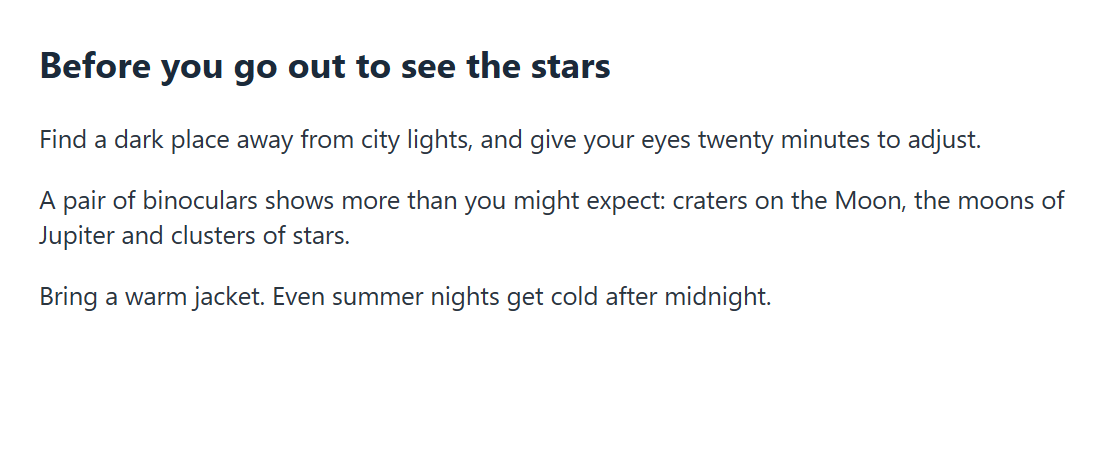 Before you go out to see the stars
Find a dark place away from city lights, and give your eyes twenty minutes to adjust.
A pair of binoculars shows more than you might expect: craters on the Moon, the moons of
Jupiter and clusters of stars.
Bring a warm jacket. Even summer nights get cold after midnight.